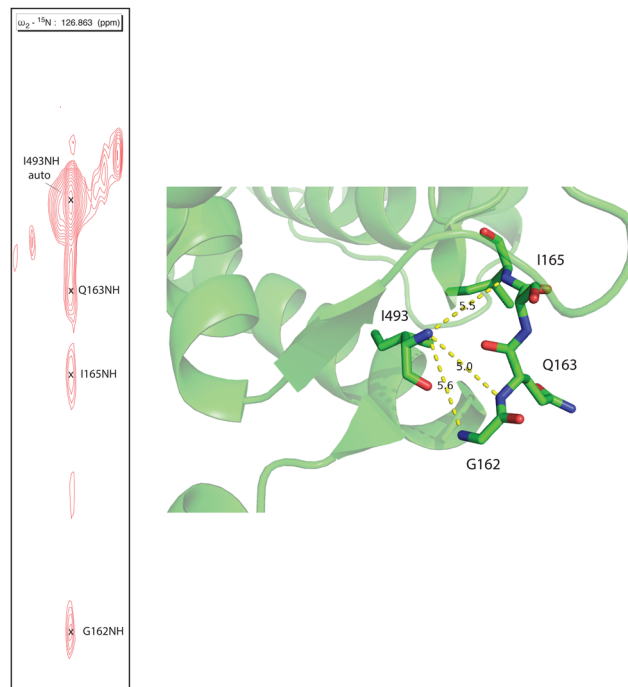 ω₂ - ¹⁵N : 126.863 (ppm)
I493NH
auto
x
x Q163NH
x I165NH
x G162NH
I165
I493
5.5
5.0
Q163
5.6
G162